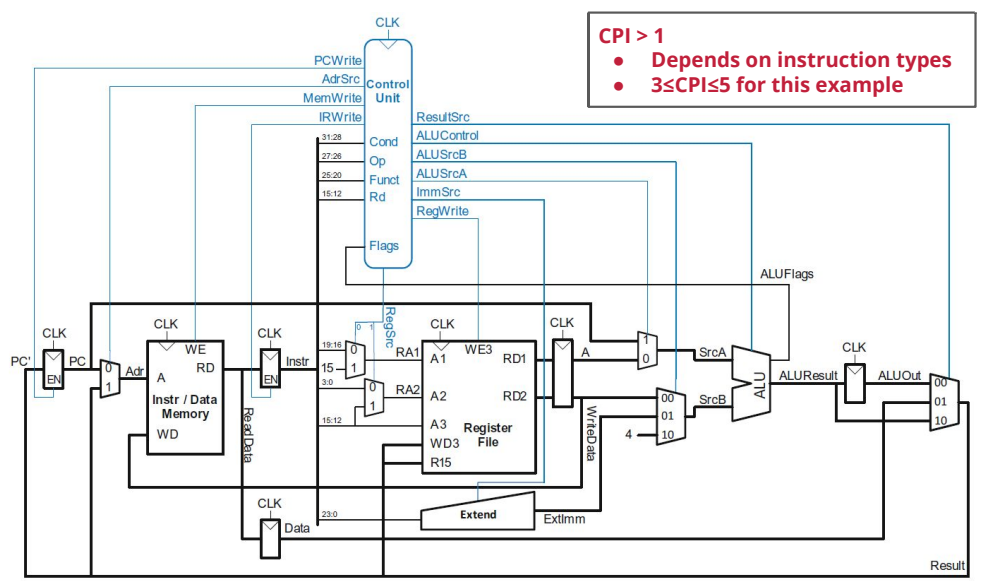 CLK
CPI > 1
● Depends on instruction types
● 3≤CPI≤5 for this example
PCWrite
AdrSrc
MemWrite
IRWrite
Control
Unit
ResultSrc
ALUControl
ALUSrcB
ALUSrcA
ImmSrc
RegWrite
31:28 Cond
27:26 Op
25:20 Funct
15:12 Rd
Flags
ALUFlags
RegSrc
0 1
CLK
PC'
EN
PC
0
1
Adr
CLK
WE
RD
A
Instr / Data
Memory
WD
CLK
EN
Instr
ReadData
19:16
15
0
1
RA1
3:0
0
1
RA2
15:12
CLK
WE3
A1
RD1
A2
RD2
A3
Register
File
WD3
R15
CLK
A
WriteData
1
0
SrcA
00
01
10
4
SrcB
ALU
ALUResult
CLK
ALUOut
00
01
10
23:0
Extend
ExtImm
CLK
Data
Result